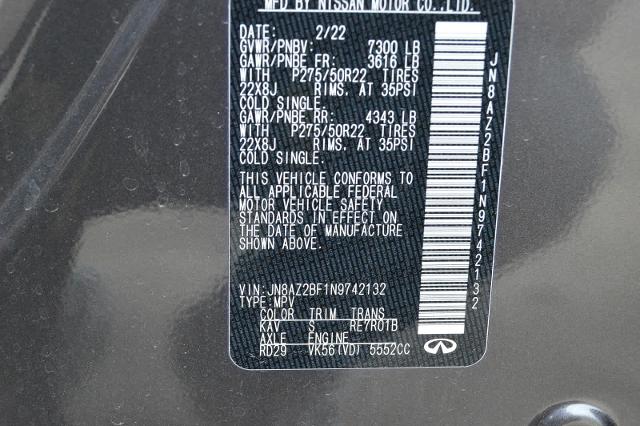 MFD BY NISSAN MOTOR CO.,LTD.
DATE: 2/22
GVWR/PNBV: 7300 LB
GAWR/PNBE FR: 3616 LB
WITH P275/50R22 TIRES
22X8J RIMS. AT 35PSI
COLD SINGLE.
GAWR/PNBE RR: 4343 LB
WITH P275/50R22 TIRES
22X8J RIMS. AT 35PSI
COLD SINGLE.
THIS VEHICLE CONFORMS TO
ALL APPLICABLE FEDERAL
MOTOR VEHICLE SAFETY
STANDARDS IN EFFECT ON
THE DATE OF MANUFACTURE
SHOWN ABOVE.
VIN:JN8AZ2BF1N9742132
TYPE:MPV
COLOR TRIM TRANS
KAV S RE7R01B
AXLE ENGINE
RD29 VK56(VD) 5552CC
JN8AZ2BF1N9742132